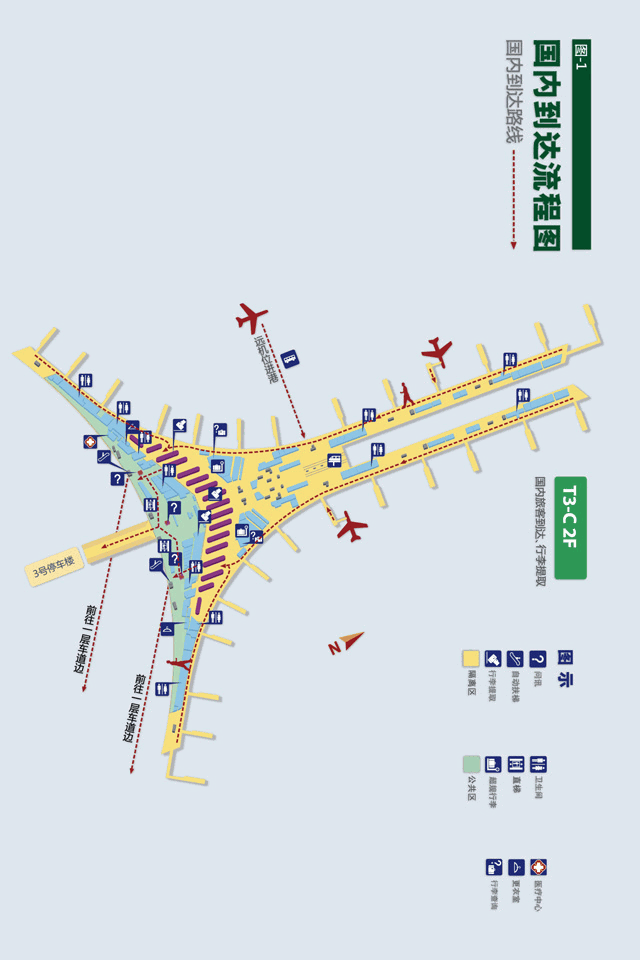 图-1
国内到达流程图
国内到达路线
T3-C 2F
国内旅客到达、行李提取
远机位进港
3号停车楼
前往一层车道边
前往一层车道边
N
图 示
问讯
卫生间
医疗中心
自动扶梯
直梯
更衣室
行李提取
超规行李
行李查询
隔离区
公共区